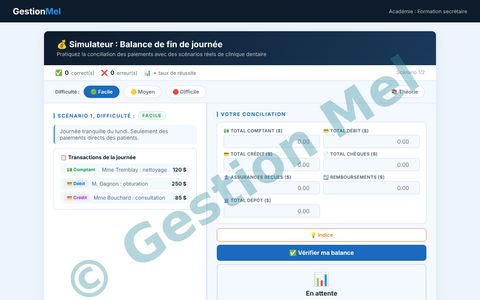 GestionMel
Académie : Formation secrétaire
💰 Simulateur : Balance de fin de journée
Pratiquez la conciliation des paiements avec des scénarios réels de clinique dentaire
✅ 0 correct(s) ❌ 0 erreur(s) 📊 • taux de réussite
Scénario 1/2
Difficulté : 🟢 Facile 🟡 Moyen 🔴 Difficile
📚 Théorie
SCÉNARIO 1, DIFFICULTÉ : FACILE
Journée tranquille du lundi. Seulement des
paiements directs des patients.
📋 Transactions de la journée
💵 Comptant Mme Tremblay : nettoyage 120 $
💳 Débit M. Gagnon : obturation 250 $
💳 Crédit Mme Bouchard : consultation 85 $
VOTRE CONCILIATION
💵 TOTAL COMPTANT ($)
0.00
💳 TOTAL DÉBIT ($)
0.00
💳 TOTAL CRÉDIT ($)
0.00
TOTAL CHÈQUES ($)
0.00
ASSURANCES REÇUES ($)
0.00
REMBOURSEMENTS ($)
0.00
TOTAL DÉPÔT ($)
0.00
💡 Indice
✅ Vérifier ma balance
📊
En attente
© Gestion Mel